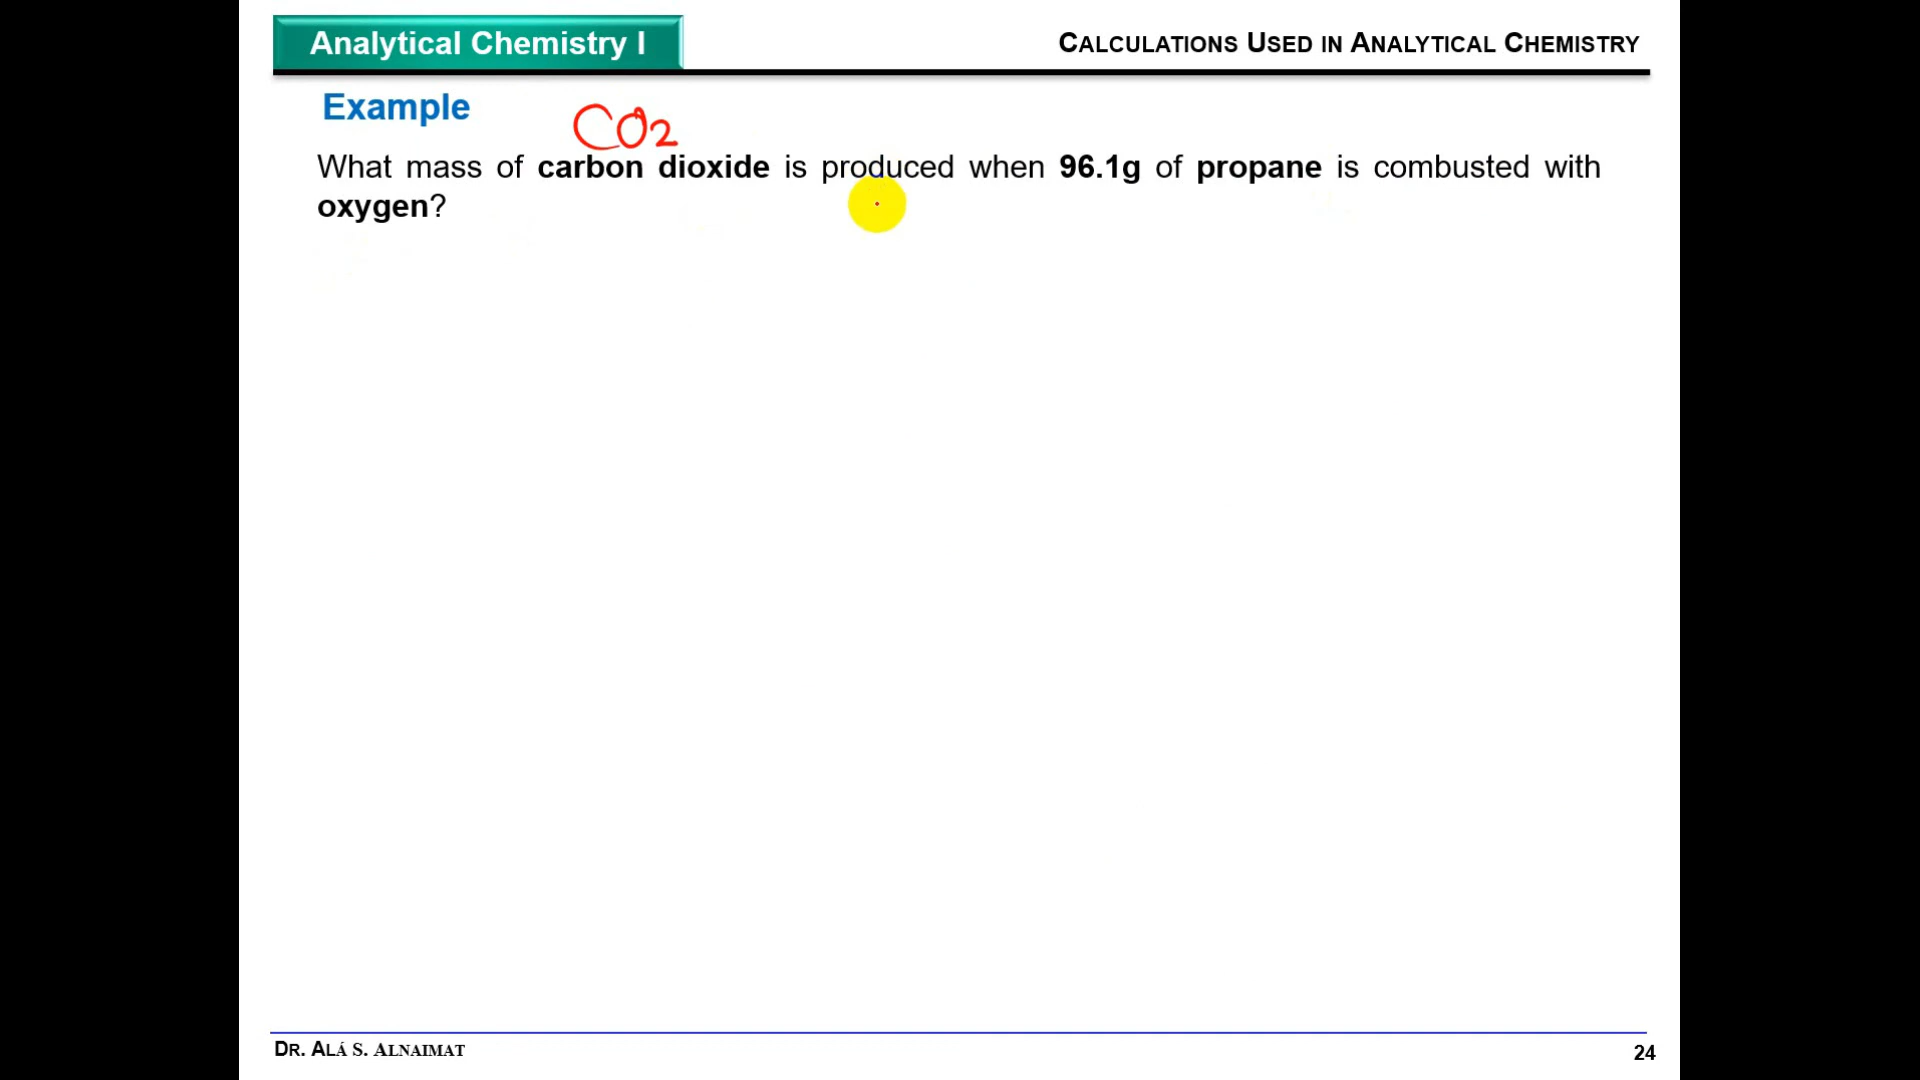 Analytical Chemistry I
CALCULATIONS USED IN ANALYTICAL CHEMISTRY
Example
CO2
What mass of carbon dioxide is produced when 96.1g of propane is combusted with
oxygen?
DR. ALÁ S. ALNAIMAT
24